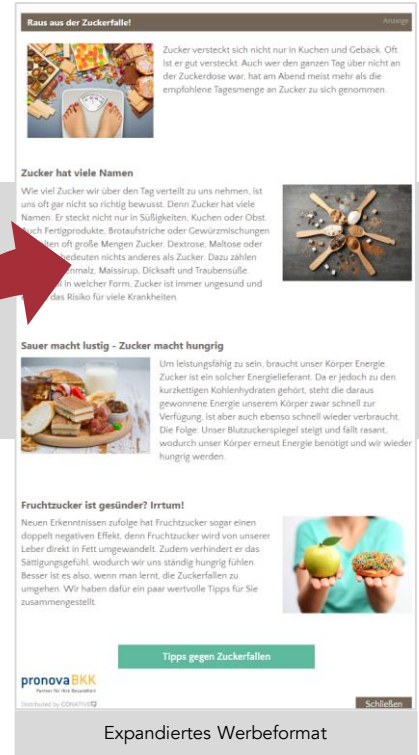 Raus aus der Zuckerfalle!
Anzeige
Zucker versteckt sich nicht nur in Kuchen und Gebäck. Oft
ist er gut versteckt. Auch wer den ganzen Tag über nicht an
der Zuckerdose war, hat am Abend meist mehr als die
empfohlene Tagesmenge an Zucker zu sich genommen.
Zucker hat viele Namen
Wie viel Zucker wir über den Tag verteilt zu uns nehmen, ist
uns oft gar nicht so richtig bewusst. Denn Zucker hat viele
Namen. Er steckt nicht nur in Süßigkeiten, Kuchen oder Obst.
Auch Fertigprodukte, Brotaufstriche oder Gewürzmischungen
oft große Mengen Zucker. Dextrose, Maltose oder
bedeuten nichts anderes als Zucker. Dazu zählen
Maissirup, Dicksaft und Traubensüße.
in welcher Form, Zucker ist immer ungesund und
das Risiko für viele Krankheiten.
Sauer macht lustig - Zucker macht hungrig
Um leistungsfähig zu sein, braucht unser Körper Energie.
Zucker ist ein solcher Energielieferant. Da er jedoch zu den
kurzkettigen Kohlenhydraten gehört, steht die daraus
gewonnene Energie unserem Körper zwar schnell zur
Verfügung, ist aber auch ebenso schnell wieder verbraucht.
Die Folge: Unser Blutzuckerspiegel steigt und fällt rasant,
wodurch unser Körper erneut Energie benötigt und wir wieder
hungrig werden.
Fruchtzucker ist gesünder? Irrtum!
Neuen Erkenntnissen zufolge hat Fruchtzucker sogar einen
doppelt negativen Effekt, denn Fruchtzucker wird von unserer
Leber direkt in Fett umgewandelt. Zudem verhindert er das
Sättigungsgefühl, wodurch wir uns ständig hungrig fühlen.
Besser ist es also, wenn man lernt, die Zuckerfallen zu
umgehen. Wir haben dafür ein paar wertvolle Tipps für Sie
zusammengestellt.
Tipps gegen Zuckerfallen
pronova BKK
Partner für Ihre Gesundheit
Distributed by CONATIVE
Schließen
Expandiertes Werbeformat